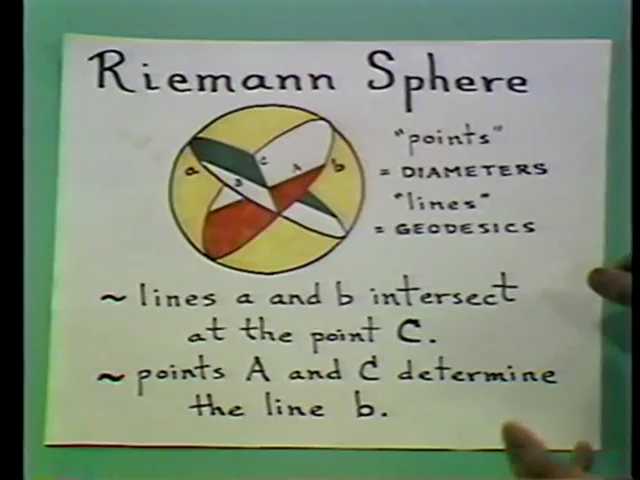 Riemann Sphere
"points"
= DIAMETERS
"lines"
= GEODESICS
a
C
A
b
B
~ lines a and b intersect
at the point C.
~ points A and C determine
the line b.